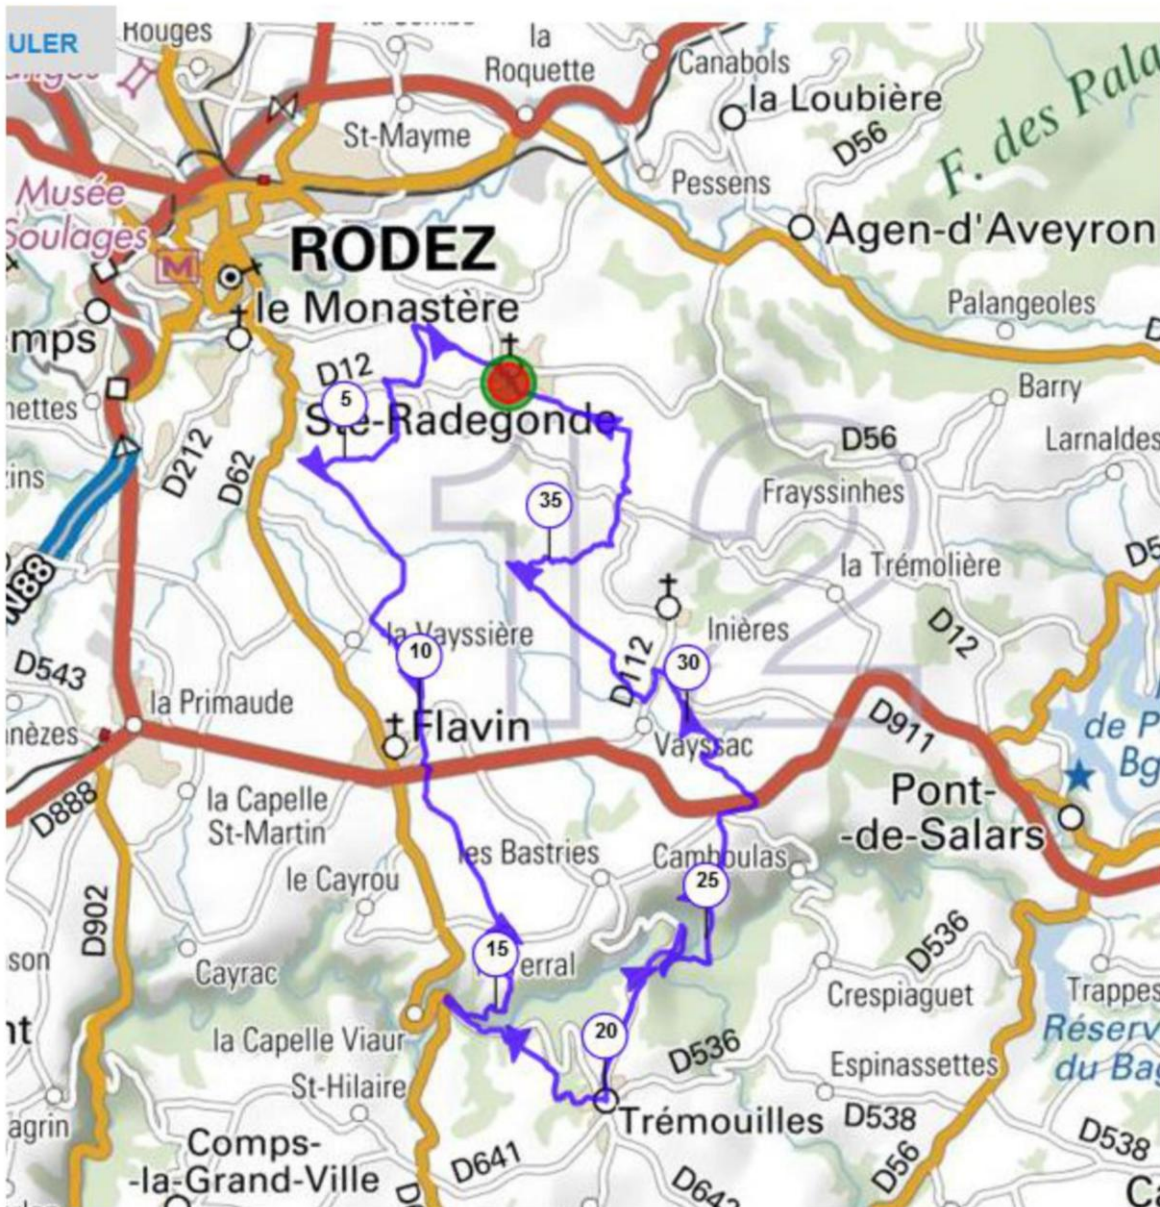 ULER
Rouges
la
Roquette
Canabols
la Loubière
D56
F. des Pala
St-Mayme
Pessens
Musée
Soulages
M
Agen-d'Aveyron
RODEZ
le Monastère
Palangeoles
D12
5
Ste-Radegonde
Barry
D56
Larnaldes
D212
D62
12
35
Frayssinhes
la Trémolière
D12
la Vayssière
10
Inières
D112
30
D543
la Primaude
Flavin
Vayssac
D911
de P
Bg
D888
la Capelle
St-Martin
Pont-
-de-Salars
les Bastries
Camboulas
25
le Cayrou
D902
15
erral
Cayrac
D536
Crespiaguet
Trappes
la Capelle Viaur
20
D536
Réserv
du Bag
Espinassettes
St-Hilaire
Trémouilles
D538
D538
agrin
Comps-
-la-Grand-Ville
D641
D56